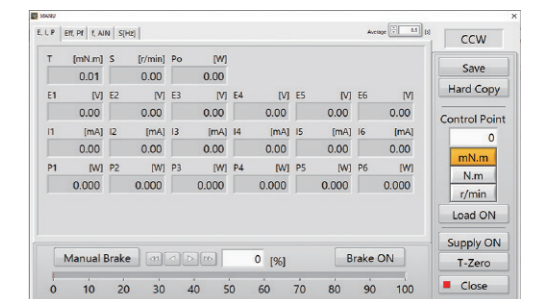 MANU
E, I, P Eff, Pf f, AIN S[Hz] Average 0.5 [s]
CCW
T [mN.m] S [r/min] Po [W]
0.01 0.00 0.00
E1 [V] E2 [V] E3 [V] E4 [V] E5 [V] E6 [V]
0.00 0.00 0.00 0.00 0.00 0.00
I1 [mA] I2 [mA] I3 [mA] I4 [mA] I5 [mA] I6 [mA]
0.00 0.00 0.00 0.00 0.00 0.00
P1 [W] P2 [W] P3 [W] P4 [W] P5 [W] P6 [W]
0.000 0.000 0.000 0.000 0.000 0.000
Save
Hard Copy
Control Point
0
mN.m
N.m
r/min
Load ON
Supply ON
T-Zero
Close
Manual Brake 0 [%] Brake ON
0 10 20 30 40 50 60 70 80 90 100